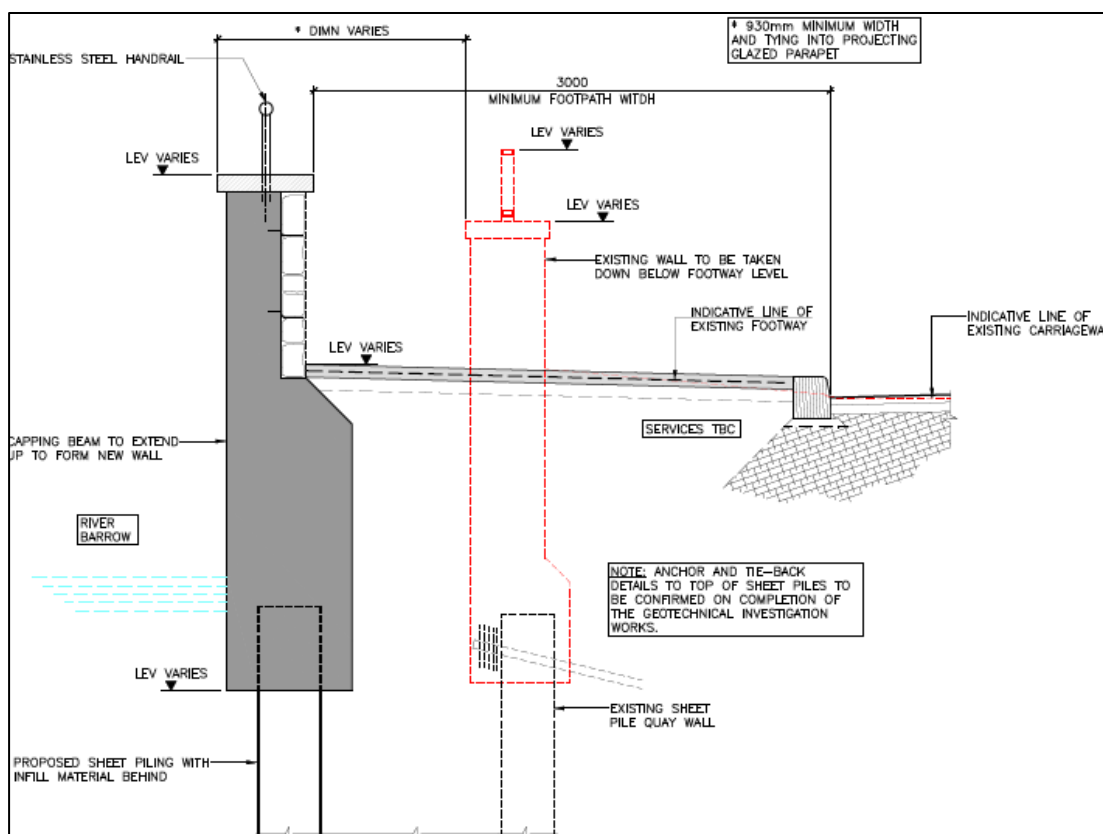 * DIMN VARIES
* 930mm MINIMUM WIDTH
AND TYING INTO PROJECTING
GLAZED PARAPET
STAINLESS STEEL HANDRAIL
3000
MINIMUM FOOTPATH WITDH
LEV VARIES
LEV VARIES
LEV VARIES
EXISTING WALL TO BE TAKEN
DOWN BELOW FOOTWAY LEVEL
INDICATIVE LINE OF
EXISTING FOOTWAY
INDICATIVE LINE OF
EXISTING CARRIAGEWA
LEV VARIES
SERVICES TBC
CAPPING BEAM TO EXTEND
UP TO FORM NEW WALL
RIVER
BARROW
NOTE: ANCHOR AND TIE-BACK
DETAILS TO TOP OF SHEET PILES TO
BE CONFIRMED ON COMPLETION OF
THE GEOTECHNICAL INVESTIGATION
WORKS.
LEV VARIES
EXISTING SHEET
PILE QUAY WALL
PROPOSED SHEET PILING WITH
INFILL MATERIAL BEHIND